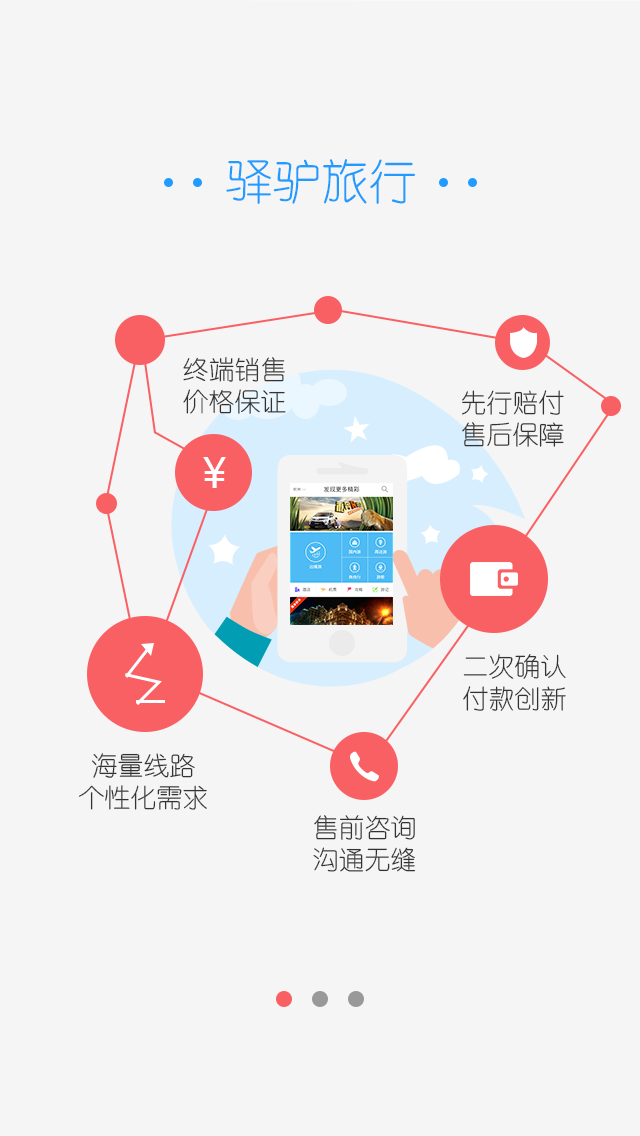 驿驴旅行
终端销售
价格保证
¥
先行赔付
售后保障
发现更多精彩
二次确认
付款创新
海量线路
个性化需求
售前咨询
沟通无缝